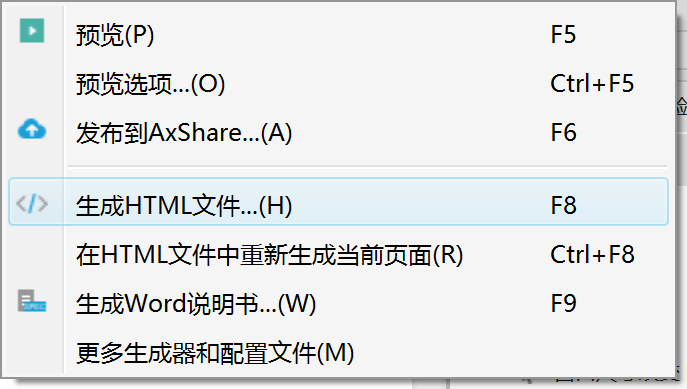 预览(P) F5
预览选项...(O) Ctrl+F5
发布到AxShare...(A) F6
生成HTML文件...(H) F8
在HTML文件中重新生成当前页面(R) Ctrl+F8
生成Word说明书...(W) F9
更多生成器和配置文件(M)